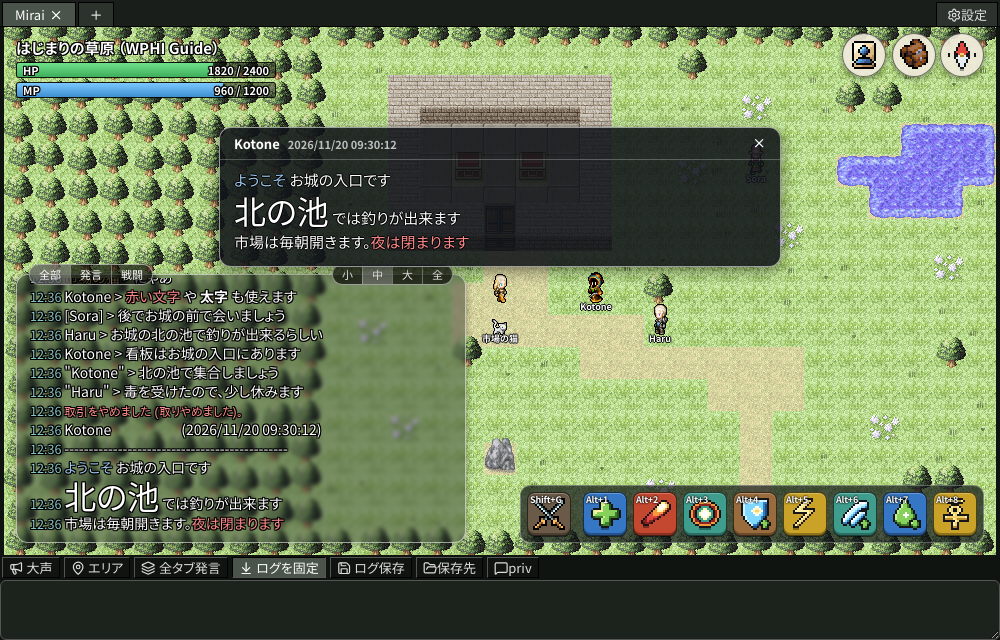 Mirai ×
+
設定
はじまりの草原 (WPHI Guide)
HP 1820 / 2400
MP 960 / 1200
Kotone 2026/11/20 09:30:12 ×
ようこそ お城の入口です
北の池 では釣りが出来ます
市場は毎朝開きます。夜は閉まります
Sora
全部 発言 戦闘
小 中 大 全
12:36 Kotone > 赤い文字 や 太字 も使えます
12:36 [Sora] > 後でお城の前で会いましょう
12:36 Haru > お城の北の池で釣りが出来るらしい
12:36 Kotone > 看板はお城の入口にあります
12:36 "Kotone" > 北の池で集合しましょう
12:36 "Haru" > 毒を受けたので、少し休みます
12:36 取引をやめました (取りやめました)。
12:36 Kotone (2026/11/20 09:30:12)
12:36 ----------------------------------------
12:36 ようこそ お城の入口です
12:36 北の池 では釣りが出来ます
12:36 市場は毎朝開きます。夜は閉まります
Kotone
市場の猫
Haru
Shift+G Alt+1 Alt+2 Alt+3 Alt+4 Alt+5 Alt+6 Alt+7 Alt+8
大声 エリア 全タブ発言 ログを固定 ログ保存 保存先 priv